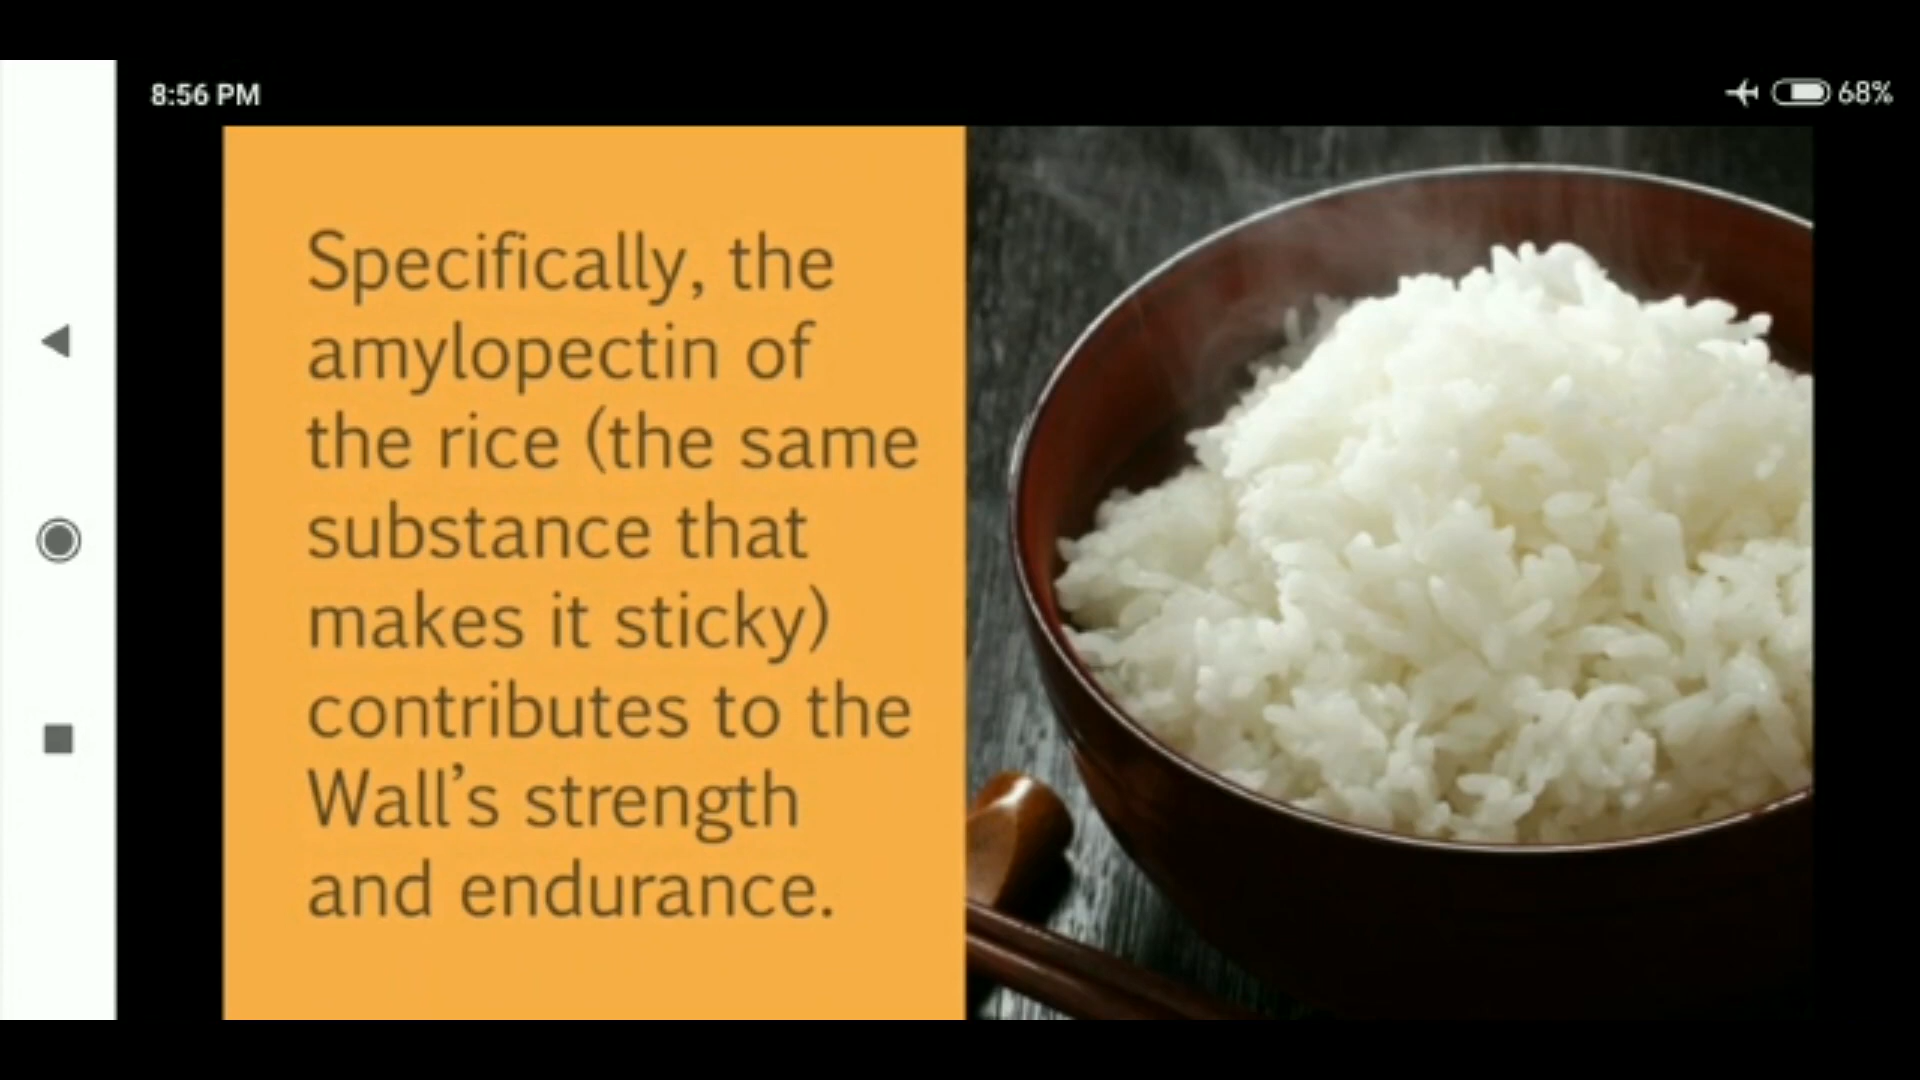 8:56 PM
68%
Specifically, the
amylopectin of
the rice (the same
substance that
makes it sticky)
contributes to the
Wall’s strength
and endurance.